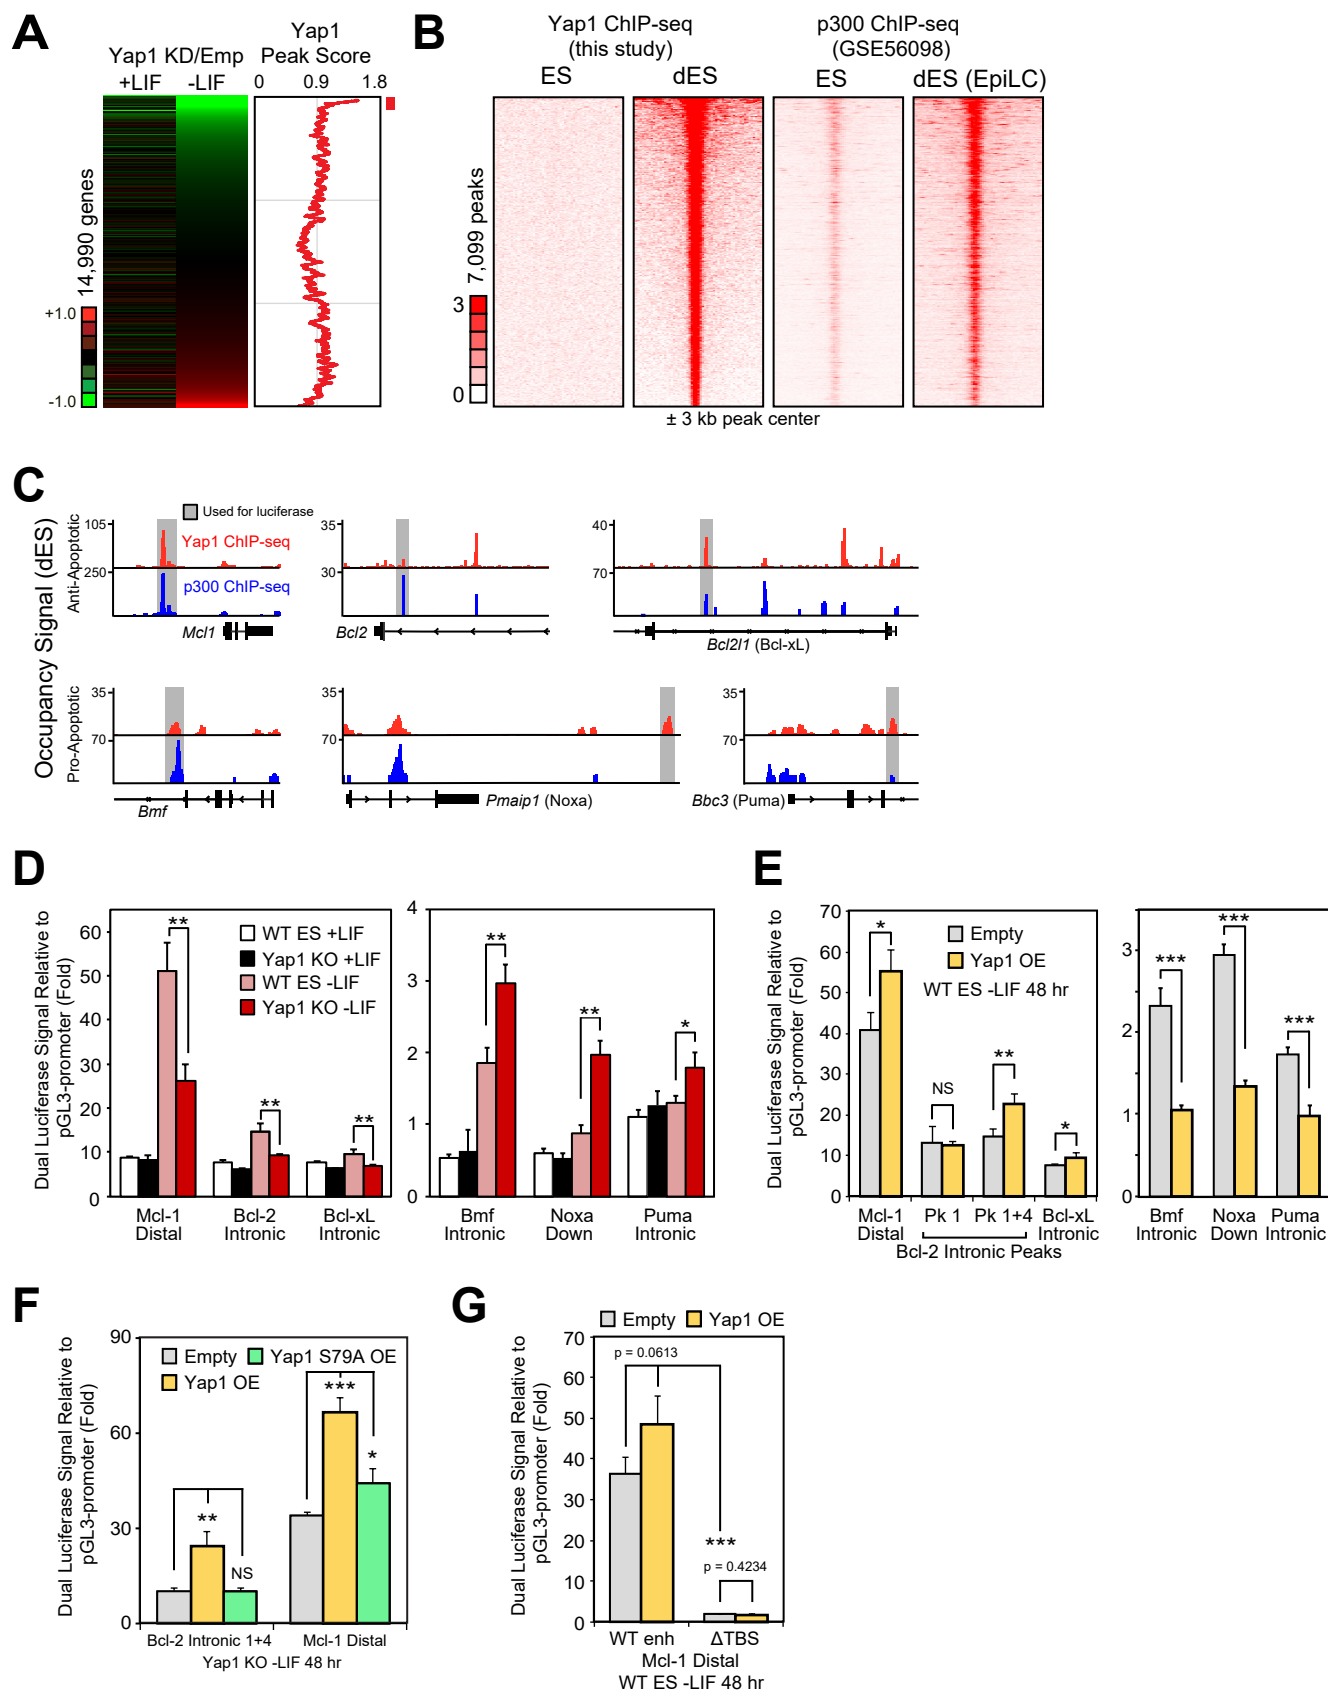 A
Yap1 KD/Emp
+LIF -LIF
Yap1
Peak Score
0 0.9 1.8
14,990 genes
+1.0
-1.0
B
Yap1 ChIP-seq
(this study)
p300 ChIP-seq
(GSE56098)
ES dES ES dES (EpiLC)
7,099 peaks
3
0
± 3 kb peak center
C
Occupancy Signal (dES)
Anti-Apoptotic
Used for luciferase
105
Yap1 ChIP-seq
250
p300 ChIP-seq
Mcl1
35
30
Bcl2
40
70
Bcl2l1 (Bcl-xL)
Pro-Apoptotic
35
70
Bmf
35
70
Pmaip1 (Noxa)
35
70
Bbc3 (Puma)
D
Dual Luciferase Signal Relative to
pGL3-promoter (Fold)
60
50
40
30
20
10
0
WT ES +LIF
Yap1 KO +LIF
WT ES -LIF
Yap1 KO -LIF
** ** **
Mcl-1
Distal
Bcl-2
Intronic
Bcl-xL
Intronic
4
2
2
1
0
** ** *
Bmf
Intronic
Noxa
Down
Puma
Intronic
E
Dual Luciferase Signal Relative to
pGL3-promoter (Fold)
70
60
50
40
30
20
10
0
Empty
Yap1 OE
WT ES -LIF 48 hr
* NS ** *
Mcl-1
Distal
Pk 1 Pk 1+4
Bcl-2 Intronic Peaks
Bcl-xL
Intronic
3
2
1
0
*** *** ***
Bmf
Intronic
Noxa
Down
Puma
Intronic
F
Dual Luciferase Signal Relative to
pGL3-promoter (Fold)
90
60
30
0
Empty Yap1 S79A OE
Yap1 OE
** NS *** *
Bcl-2 Intronic 1+4 Mcl-1 Distal
Yap1 KO -LIF 48 hr
G
Empty Yap1 OE
Dual Luciferase Signal Relative to
pGL3-promoter (Fold)
70
60
50
40
30
20
10
0
p = 0.0613
***
p = 0.4234
WT enh ΔTBS
Mcl-1 Distal
WT ES -LIF 48 hr